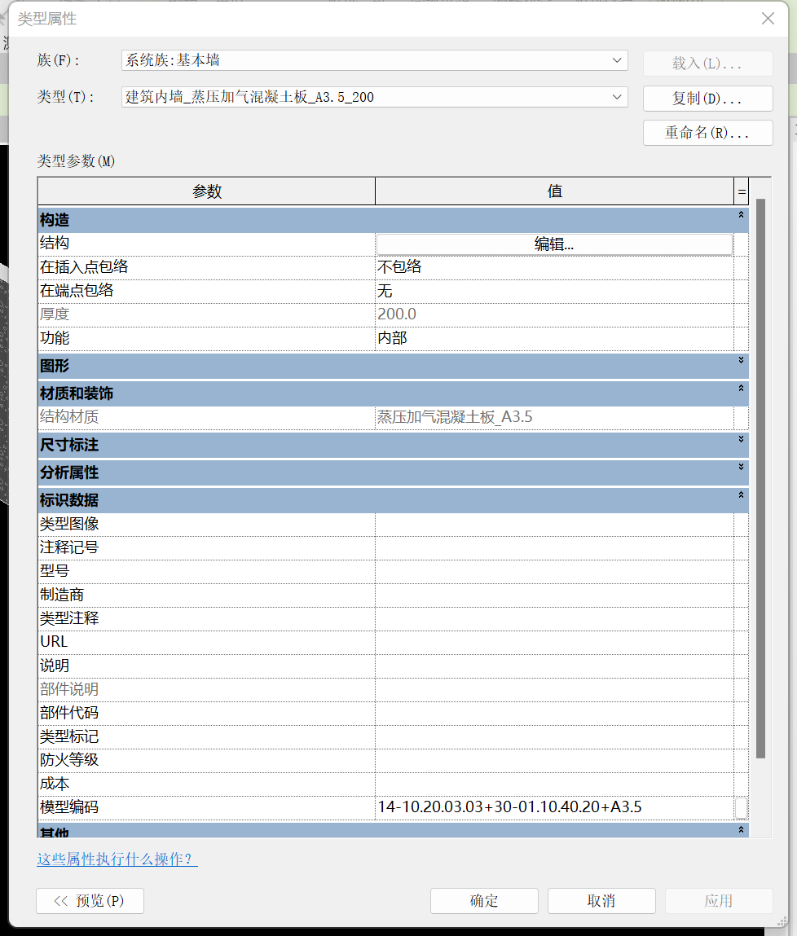 类型属性
族(F):
系统族:基本墙
载入(L)...
类型(T):
建筑内墙_蒸压加气混凝土板_A3.5_200
复制(D)...
重命名(R)...
类型参数(M)
参数 值 =
构造
结构 编辑...
在插入点包络 不包络
在端点包络 无
厚度 200.0
功能 内部
图形
材质和装饰
结构材质 蒸压加气混凝土板_A3.5
尺寸标注
分析属性
标识数据
类型图像
注释记号
型号
制造商
类型注释
URL
说明
部件说明
部件代码
类型标记
防火等级
成本
模型编码 14-10.20.03.03+30-01.10.40.20+A3.5
其他
这些属性执行什么操作?
<< 预览(P)
确定
取消
应用